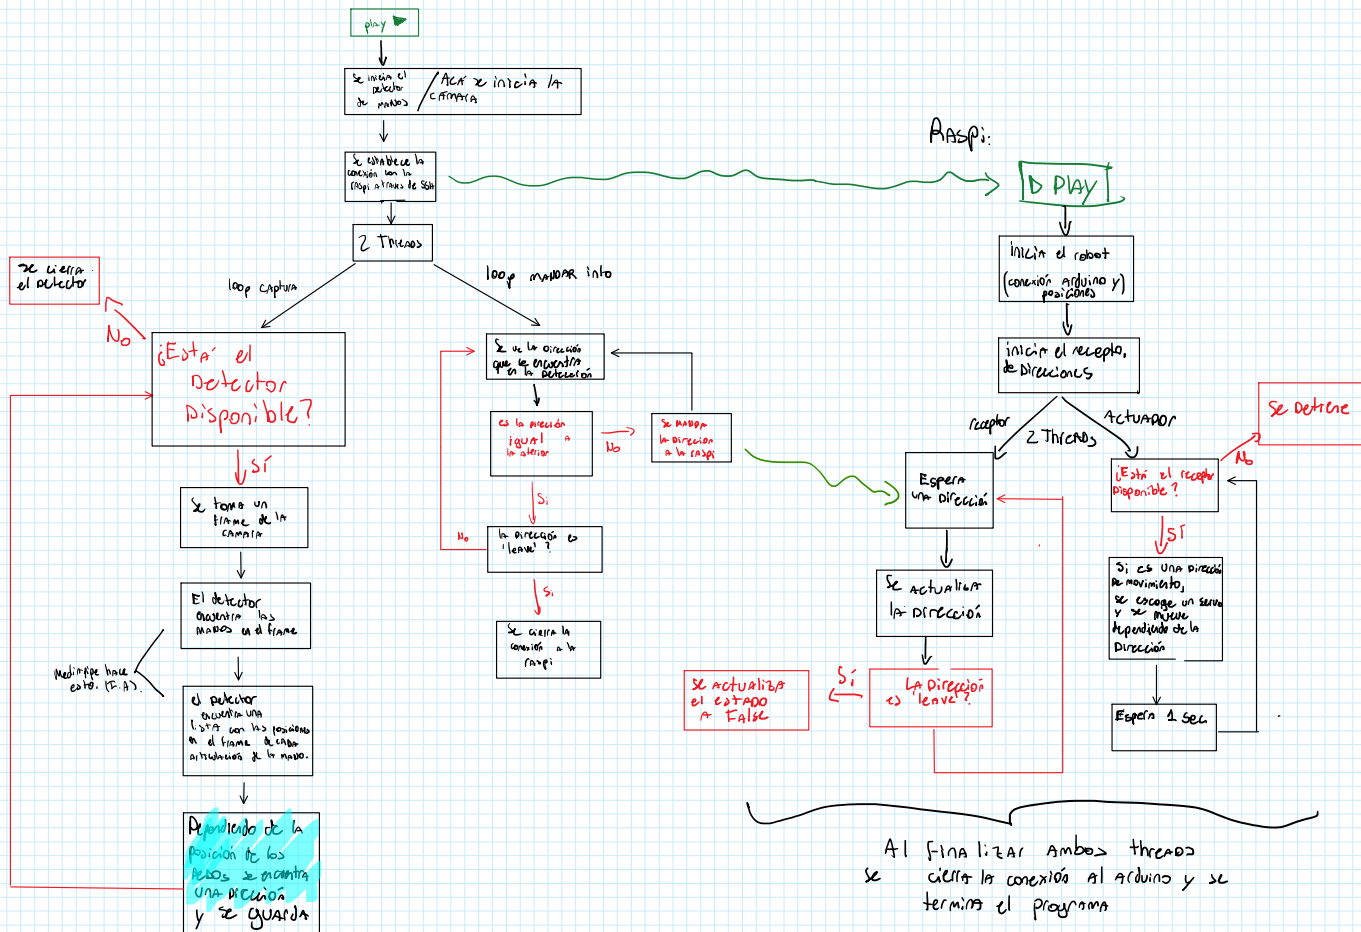 play
Se inicia el
Detector
de manos
/Acá se inicia la
cámara
Se establece la
conexión con la
raspi a través de SSH
2 Threads
loop captura
loop mandar info
Se cierra
el Detector
No
¿Está el
Detector
Disponible?
Sí
Se toma un
frame de la
camara
El detector
encuentra las
manos en el frame
Mediapipe hace
esto. (I.A).
el Detector
encuentra una
lista con las posiciones
en el frame de cada
articulación de la mano.
Dependiendo de la
posición de los
dedos se encuentra
una dirección
y se guarda
Se ve la Dirección
que se encuentra
en la Detección
es la dirección
igual a
la aterior
No
Se manda
la Direccion
a la raspi
Si
la Dirección es
'leave'?
No
Si
Se cierra la
conexión a la
raspi
Raspi:
PLAY
inicia el robot
(conexión Arduino y)
posiciones
inicia el recepto.
de Direcciones
receptor
2 Threads
Actuador
Espera
una Dirección
Se actualiza
la Dirección
La Dirección
es 'leave'?
Sí
se actualiza
el estado
a False
¿Está el receptor
Disponible?
No
Se Detiene
Sí
Si es una Dirección
de movimiento,
se escoge un servo
y se mueve
dependiendo de la
Dirección
Espera 1 seg
Al finalizar ambos threads
se cierra la conexión al arduino y se
termina el programa